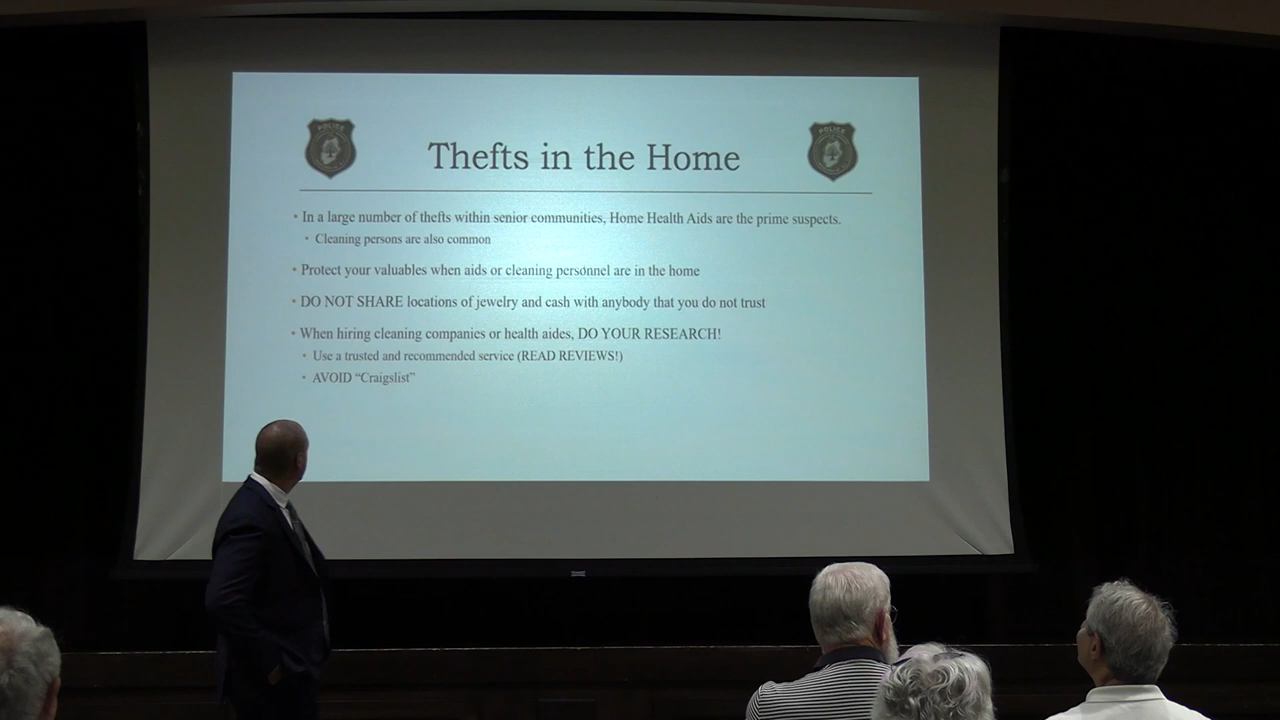 POLICE
POLICE
Thefts in the Home
• In a large number of thefts within senior communities, Home Health Aids are the prime suspects.
• Cleaning persons are also common
• Protect your valuables when aids or cleaning personnel are in the home
• DO NOT SHARE locations of jewelry and cash with anybody that you do not trust
• When hiring cleaning companies or health aides, DO YOUR RESEARCH!
• Use a trusted and recommended service (READ REVIEWS!)
• AVOID “Craigslist”